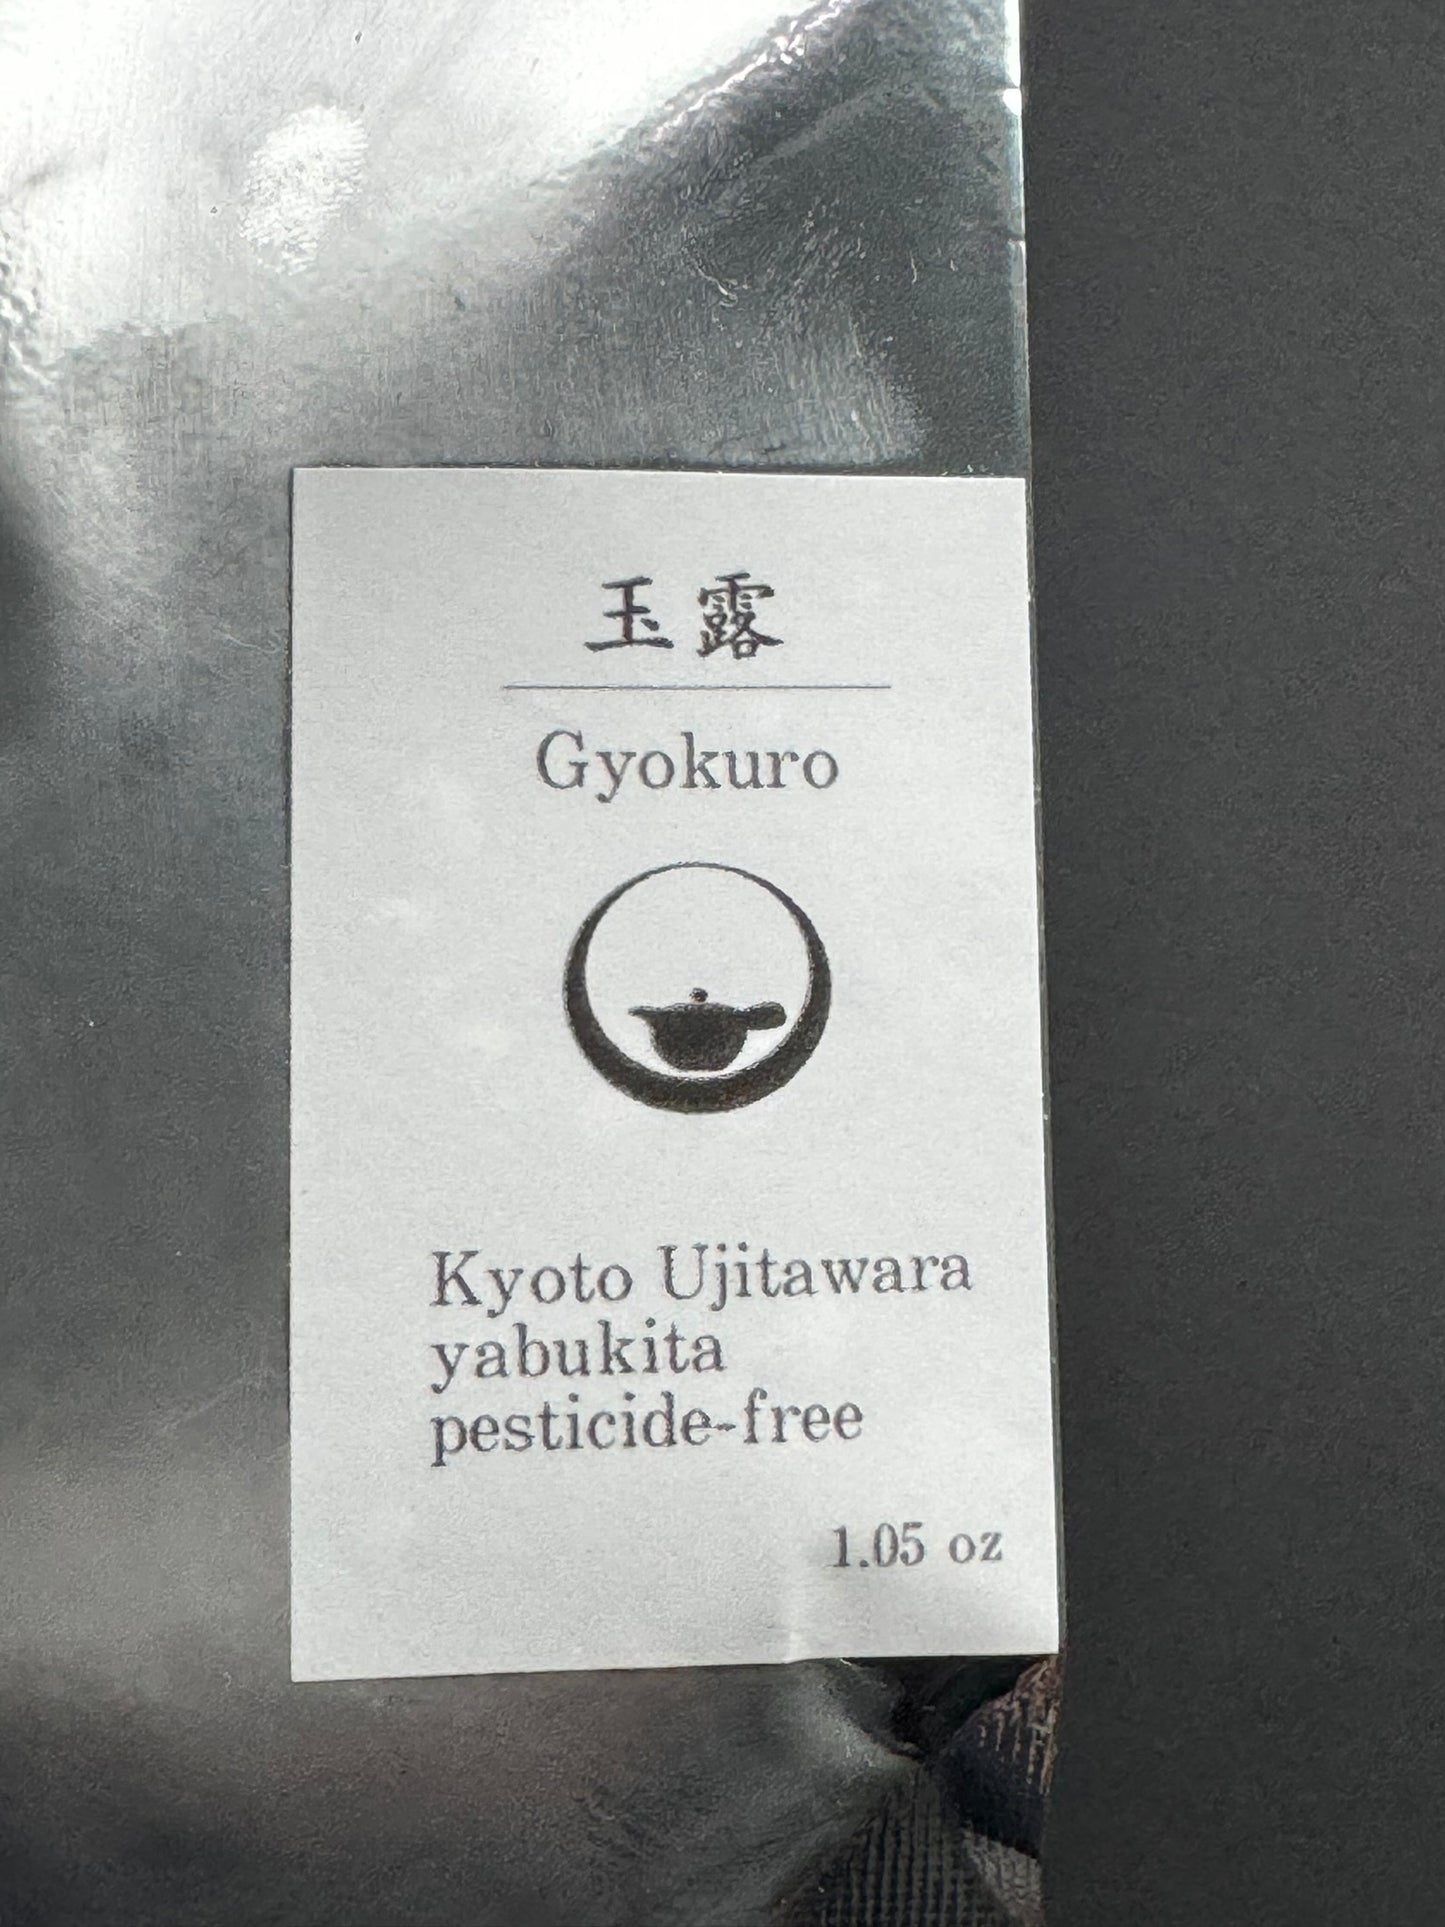 玉露
Gyokuro
Kyoto Ujitawara
yabukita
pesticide-free
1.05 oz